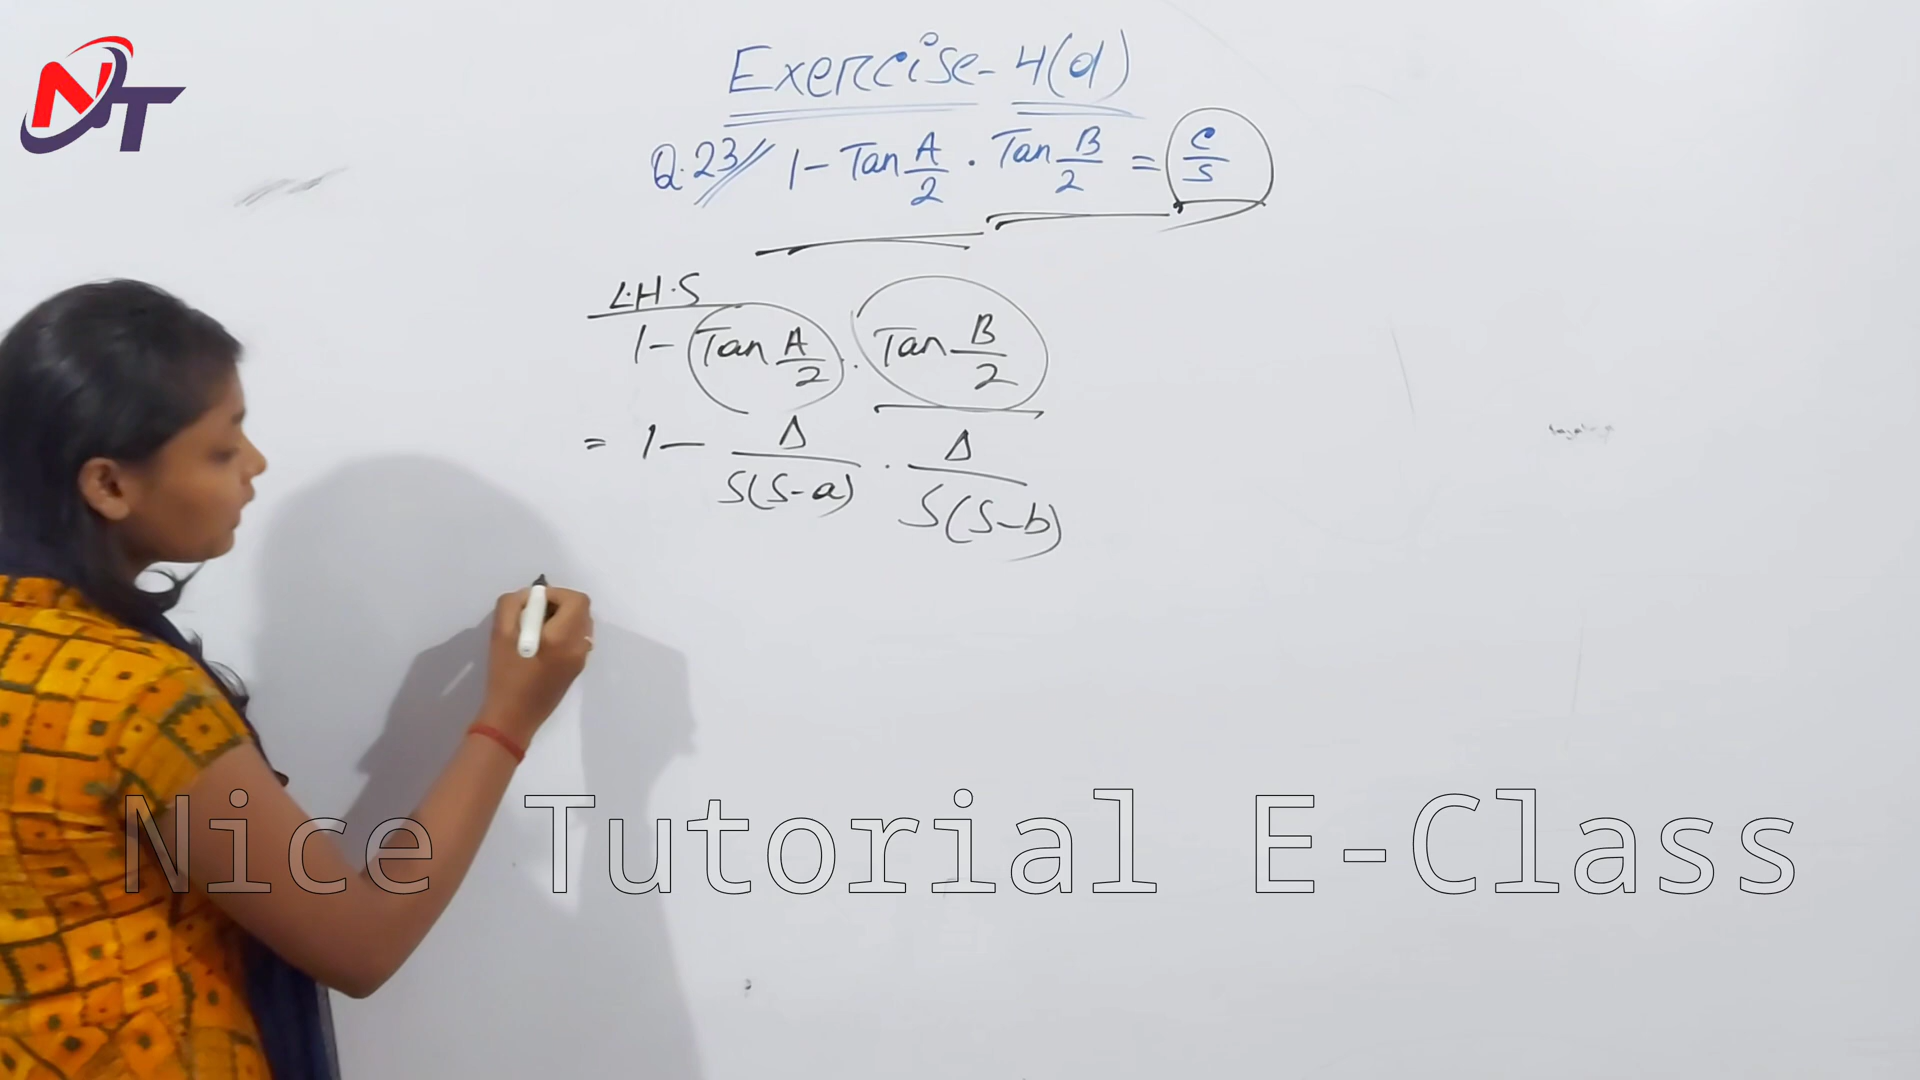 NT
Exercise-4(d)
Q.23// 1-Tan A/2 . Tan B/2 = c/s
L.H.S
1- Tan A/2 . Tan B/2
= 1- Δ/S(S-a) . Δ/S(S-b)
Nice Tutorial E-Class